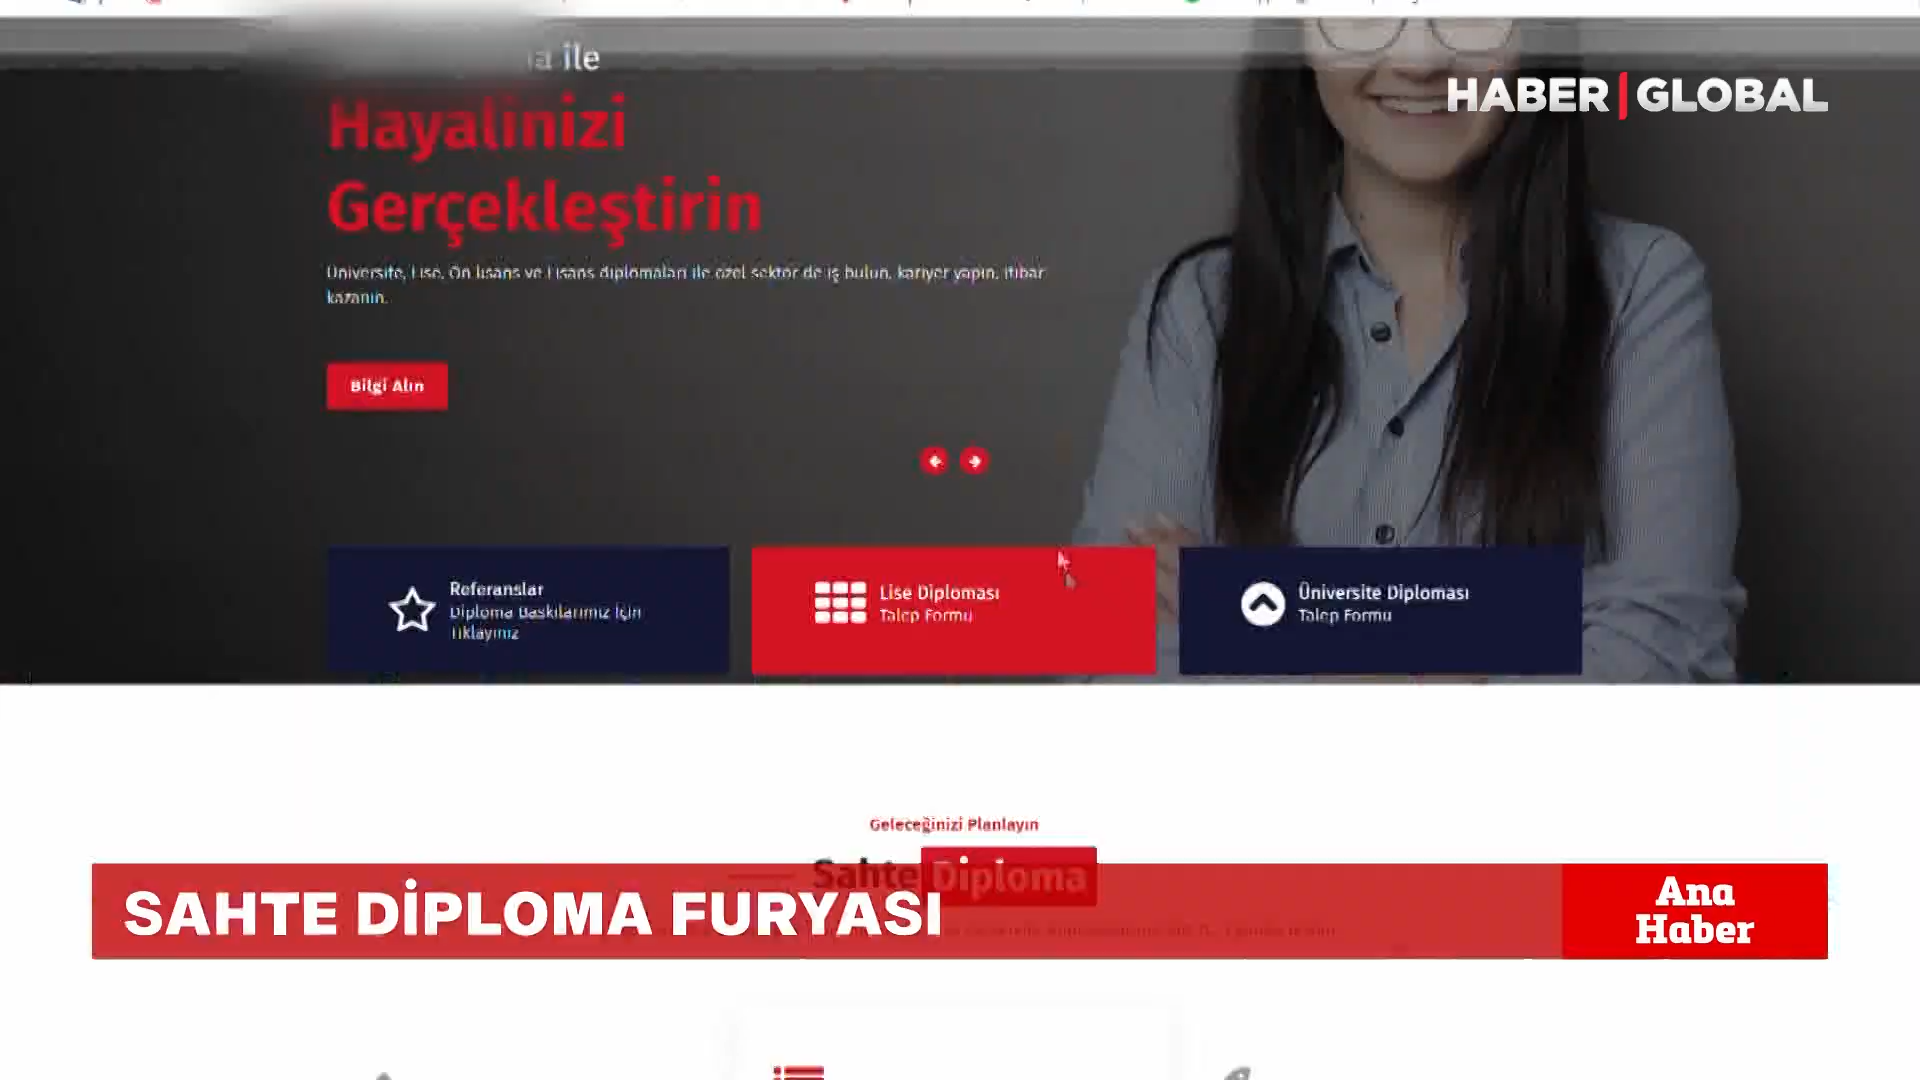 ile
HABER|GLOBAL
Hayalinizi
Gerçekleştirin
Üniversite, Lise, Ön lisans ve Lisans diplomaları ile özel sektör de iş bulun, kariyer yapın, itibar
kazanın.
Bilgi Alın
Referanslar
Diploma Baskılarımız İçin
Tıklayınız
Lise Diploması
Talep Formu
Üniversite Diploması
Talep Formu
Geleceğinizi Planlayın
Sahte Diploma
SAHTE DİPLOMA FURYASI
Ana
Haber